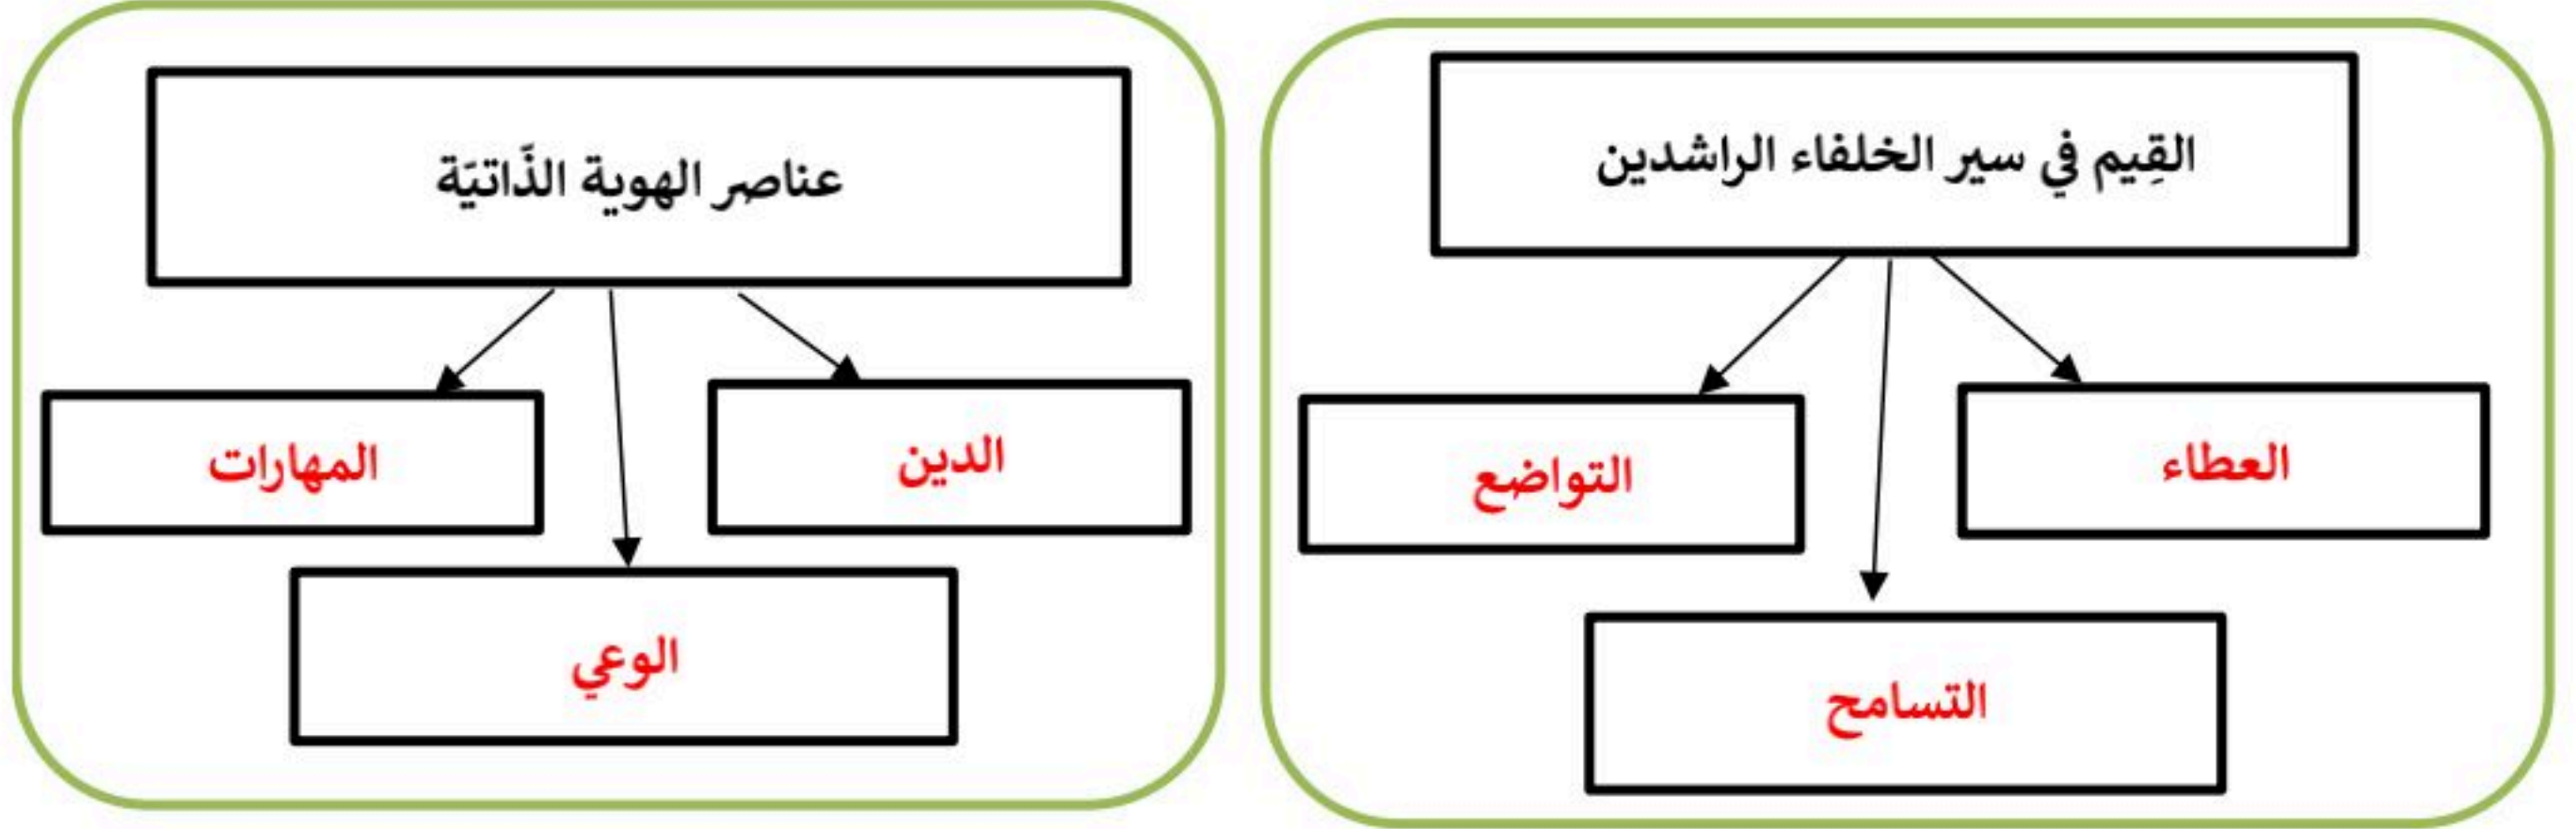 القِيم في سير الخلفاء الراشدين
العطاء
التواضع
التسامح
عناصر الهوية الذّاتيَة
الدين
المهارات
الوعي